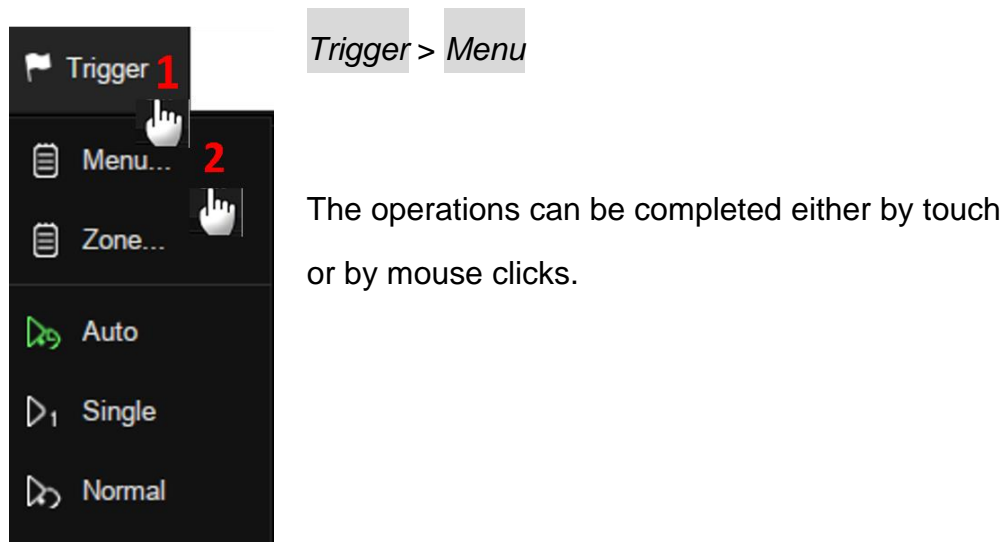 Trigger 1
Menu... 2
Zone...
Auto
1 Single
Normal
Trigger > Menu
The operations can be completed either by touch
or by mouse clicks.